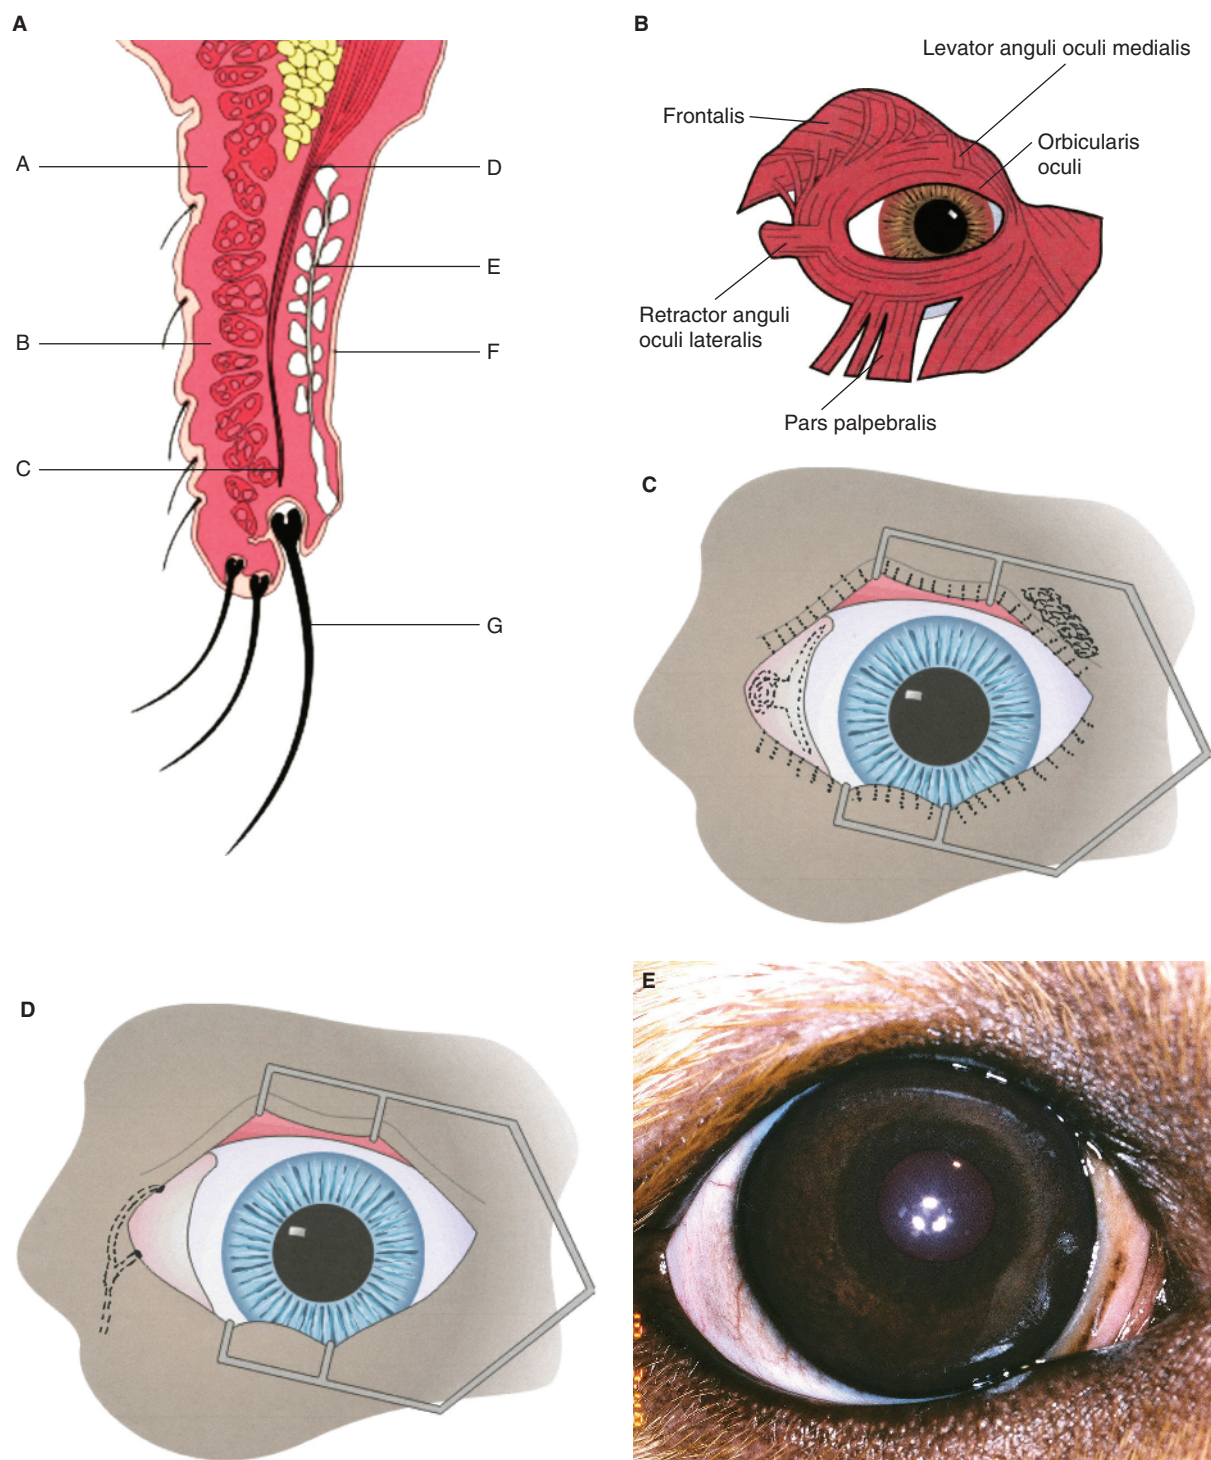 A
A
B
C
D
E
F
G
B
Levator anguli oculi medialis
Frontalis
Orbicularis
oculi
Retractor anguli
oculi lateralis
Pars palpebralis
C
D
E